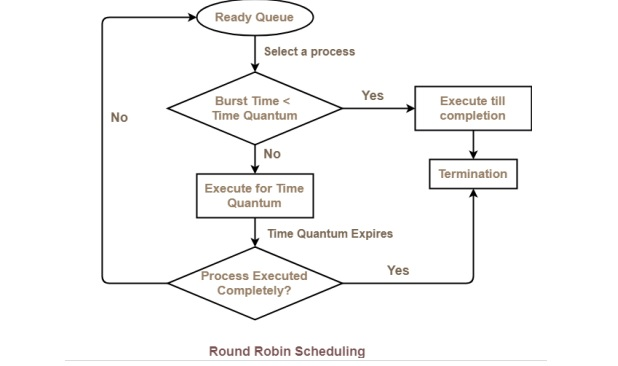 Ready Queue
Select a process
Burst Time <
Time Quantum
Yes
Execute till
completion
No
No
Termination
Execute for Time
Quantum
Time Quantum Expires
Process Executed
Completely?
Yes
Round Robin Scheduling